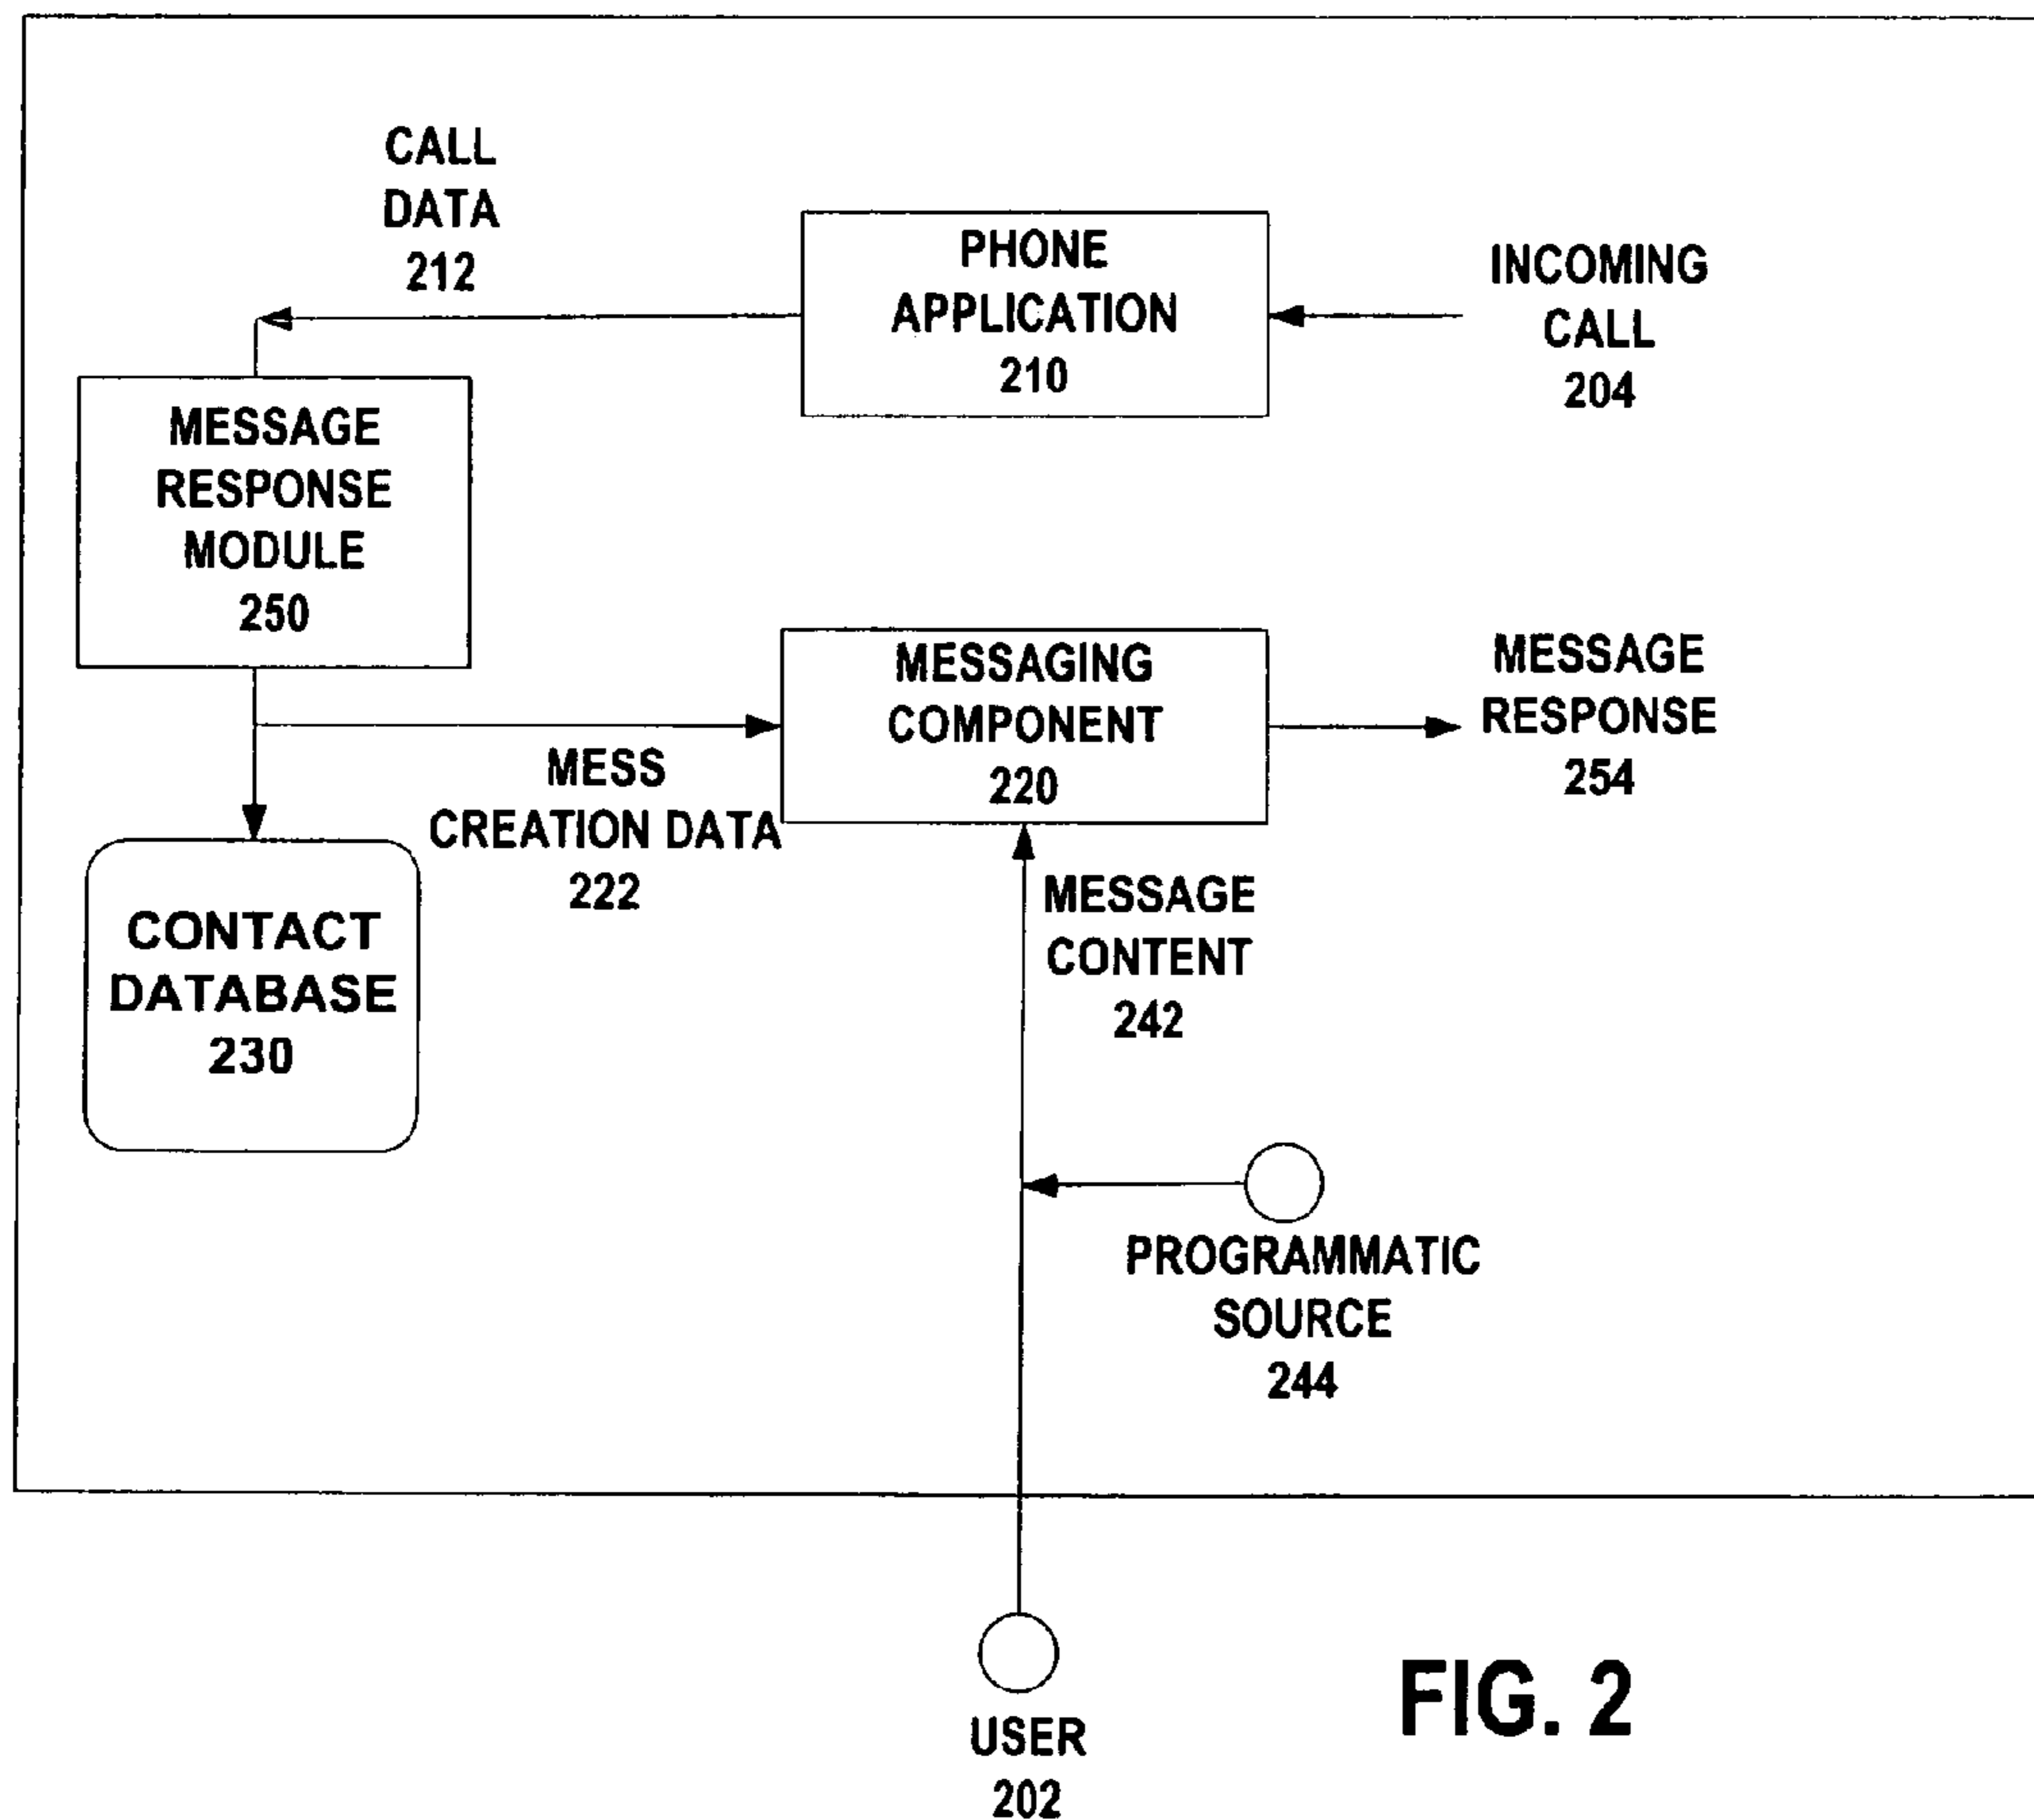 CALL
DATA
212
PHONE
APPLICATION
210
INCOMING
CALL
204
MESSAGE
RESPONSE
MODULE
250
MESSAGING
COMPONENT
220
MESSAGE
RESPONSE
254
MESS
CREATION DATA
222
CONTACT
DATABASE
230
MESSAGE
CONTENT
242
PROGRAMMATIC
SOURCE
244
USER
202
FIG. 2